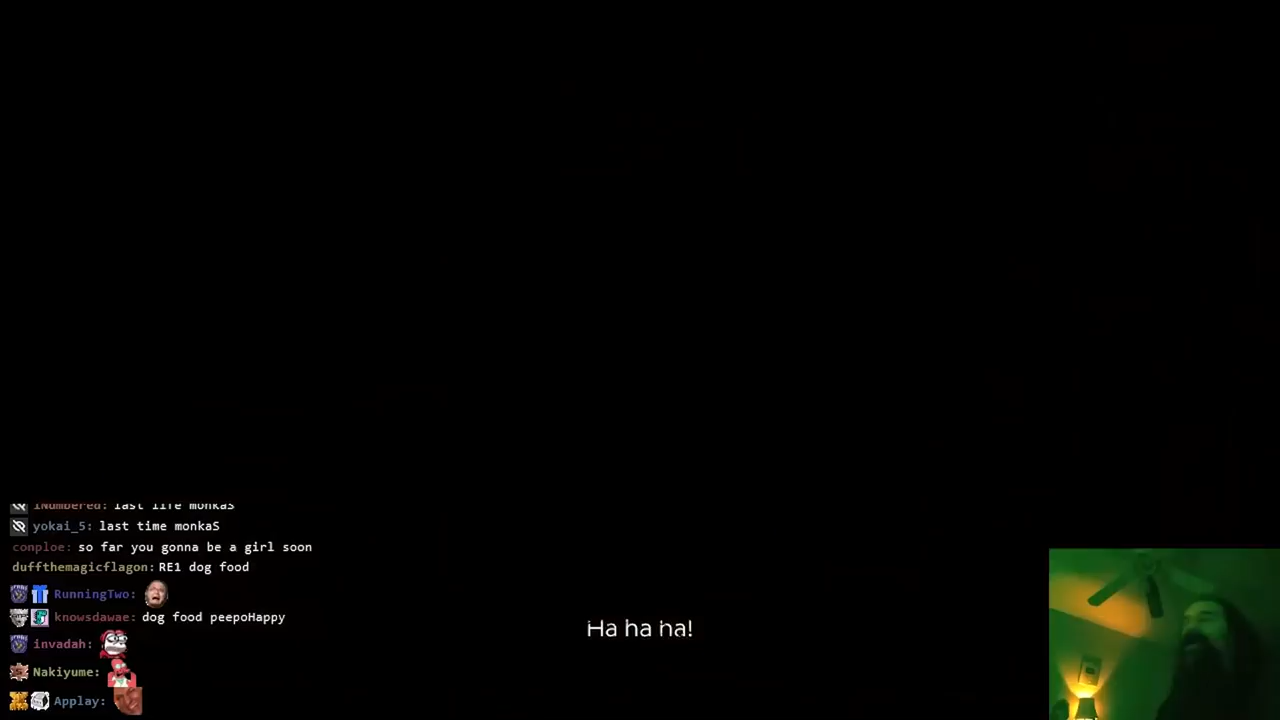 iNumbered: last life monkaS
yokai_5: last time monkaS
conploe: so far you gonna be a girl soon
duffthemagicflagon: RE1 dog food
RunningTwo:
knowsdawae: dog food peepoHappy
invadah:
Nakiyume:
Applay:
Ha ha ha!